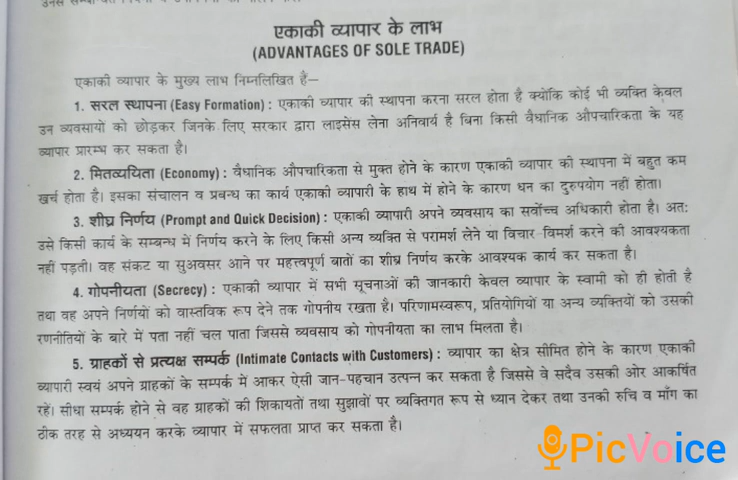 एकाकी व्यापार के लाभ
(ADVANTAGES OF SOLE TRADE)
एकाकी व्यापार के मुख्य लाभ निम्नलिखित हैं—
1. सरल स्थापना (Easy Formation) : एकाकी व्यापार की स्थापना करना सरल होता है क्योंकि कोई भी व्यक्ति केवल
उन व्यवसायों को छोड़कर जिनके लिए सरकार द्वारा लाइसेंस लेना अनिवार्य है बिना किसी वैधानिक औपचारिकता के यह
व्यापार प्रारम्भ कर सकता है।
2. मितव्ययिता (Economy) : वैधानिक औपचारिकता से मुक्त होने के कारण एकाकी व्यापार की स्थापना में बहुत कम
खर्च होता है। इसका संचालन व प्रबन्ध का कार्य एकाकी व्यापारी के हाथ में होने के कारण धन का दुरुपयोग नहीं होता।
3. शीघ्र निर्णय (Prompt and Quick Decision) : एकाकी व्यापारी अपने व्यवसाय का सर्वोच्च अधिकारी होता है। अतः
उसे किसी कार्य के सम्बन्ध में निर्णय करने के लिए किसी अन्य व्यक्ति से परामर्श लेने या विचार-विमर्श करने की आवश्यकता
नहीं पड़ती। वह संकट या सुअवसर आने पर महत्त्वपूर्ण बातों का शीघ्र निर्णय करके आवश्यक कार्य कर सकता है।
4. गोपनीयता (Secrecy) : एकाकी व्यापार में सभी सूचनाओं की जानकारी केवल व्यापार के स्वामी को ही होती है
तथा वह अपने निर्णयों को वास्तविक रूप देने तक गोपनीय रखता है। परिणामस्वरूप, प्रतियोगियों या अन्य व्यक्तियों को उसकी
रणनीतियों के बारे में पता नहीं चल पाता जिससे व्यवसाय को गोपनीयता का लाभ मिलता है।
5. ग्राहकों से प्रत्यक्ष सम्पर्क (Intimate Contacts with Customers) : व्यापार का क्षेत्र सीमित होने के कारण एकाकी
व्यापारी स्वयं अपने ग्राहकों के सम्पर्क में आकर ऐसी जान-पहचान उत्पन्न कर सकता है जिससे वे सदैव उसकी ओर आकर्षित
रहें। सीधा सम्पर्क होने से वह ग्राहकों की शिकायतों तथा सुझावों पर व्यक्तिगत रूप से ध्यान देकर तथा उनकी रुचि व माँग का
ठीक तरह से अध्ययन करके व्यापार में सफलता प्राप्त कर सकता है।
PicVoice